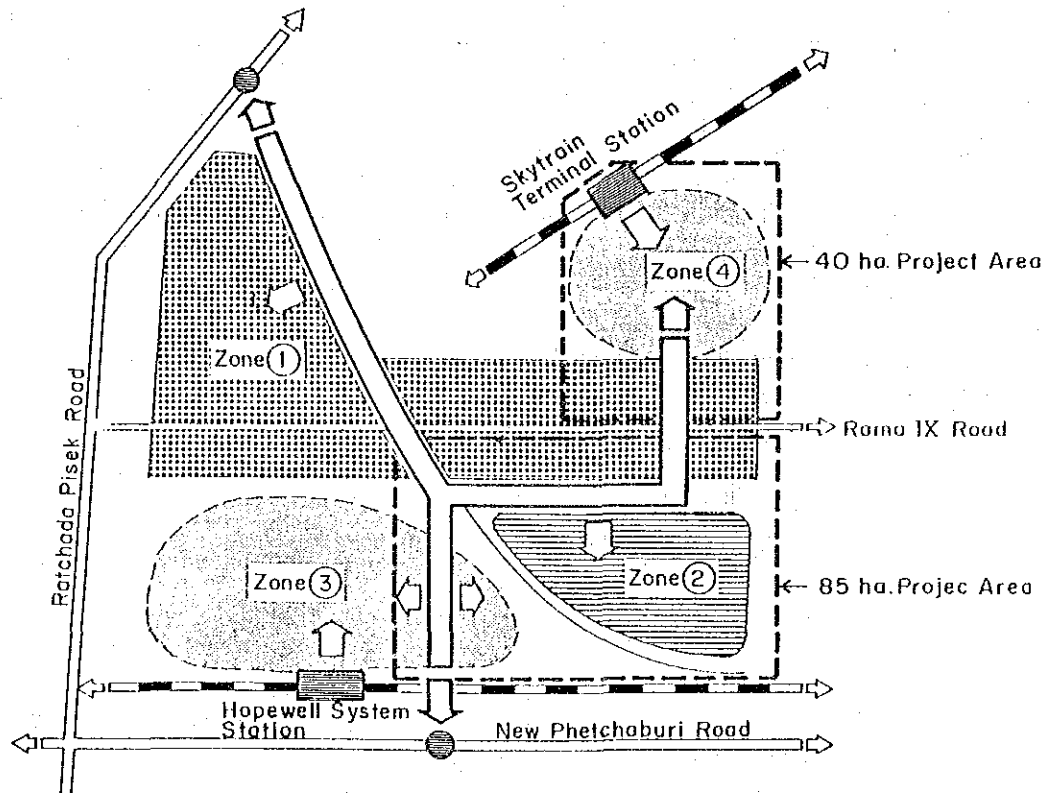 Skytrain
Terminal Station
Zone 4
40 ha. Project Area
Zone 1
Ratchada Pisek Road
Rama IX Road
Zone 3
Zone 2
85 ha. Projec Area
Hopewell System
Station
New Phetchaburi Road